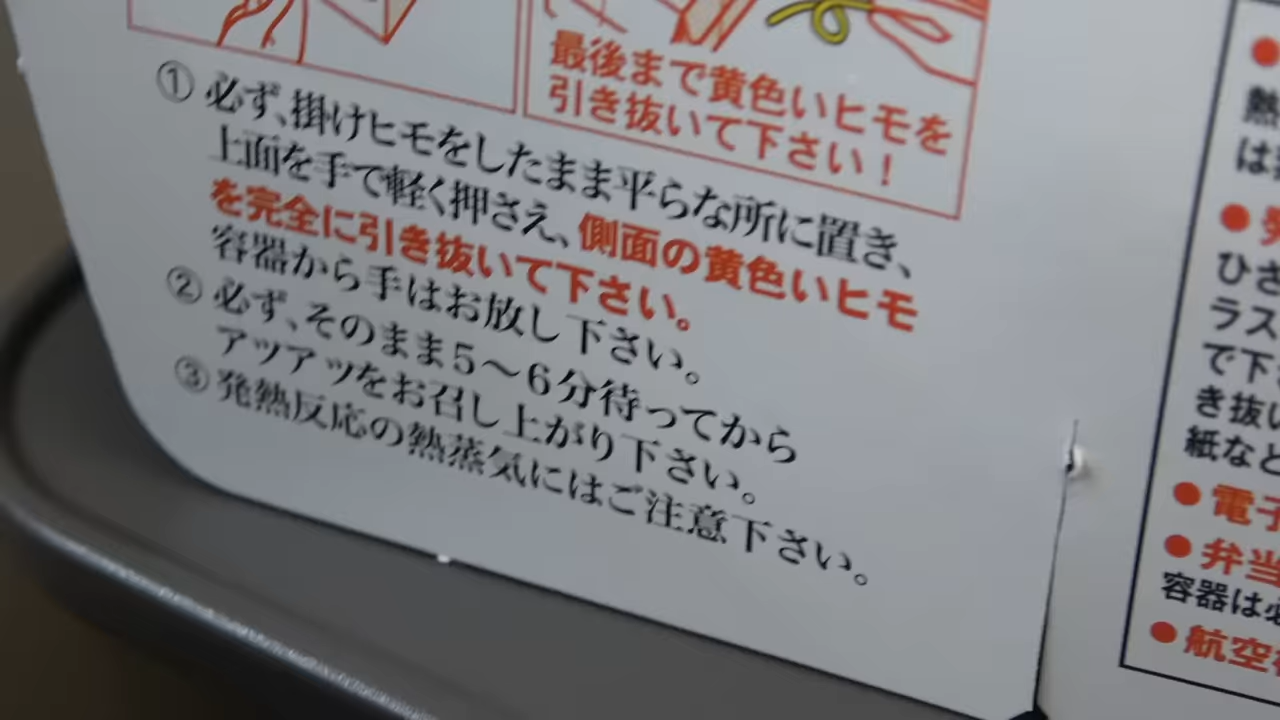 最後まで黄色いヒモを
引き抜いて下さい！
① 必ず、掛けヒモをしたまま平らな所に置き、
上面を手で軽く押さえ、側面の黄色いヒモ
を完全に引き抜いて下さい。
容器から手はお放し下さい。
② 必ず、そのまま5～6分待ってから
アツアツをお召し上がり下さい。
③ 発熱反応の熱蒸気にはご注意下さい。
●
熱
は
●
ひさ
ラス
で下
き抜い
紙など
● 電子
● 弁当
容器は必
● 航空